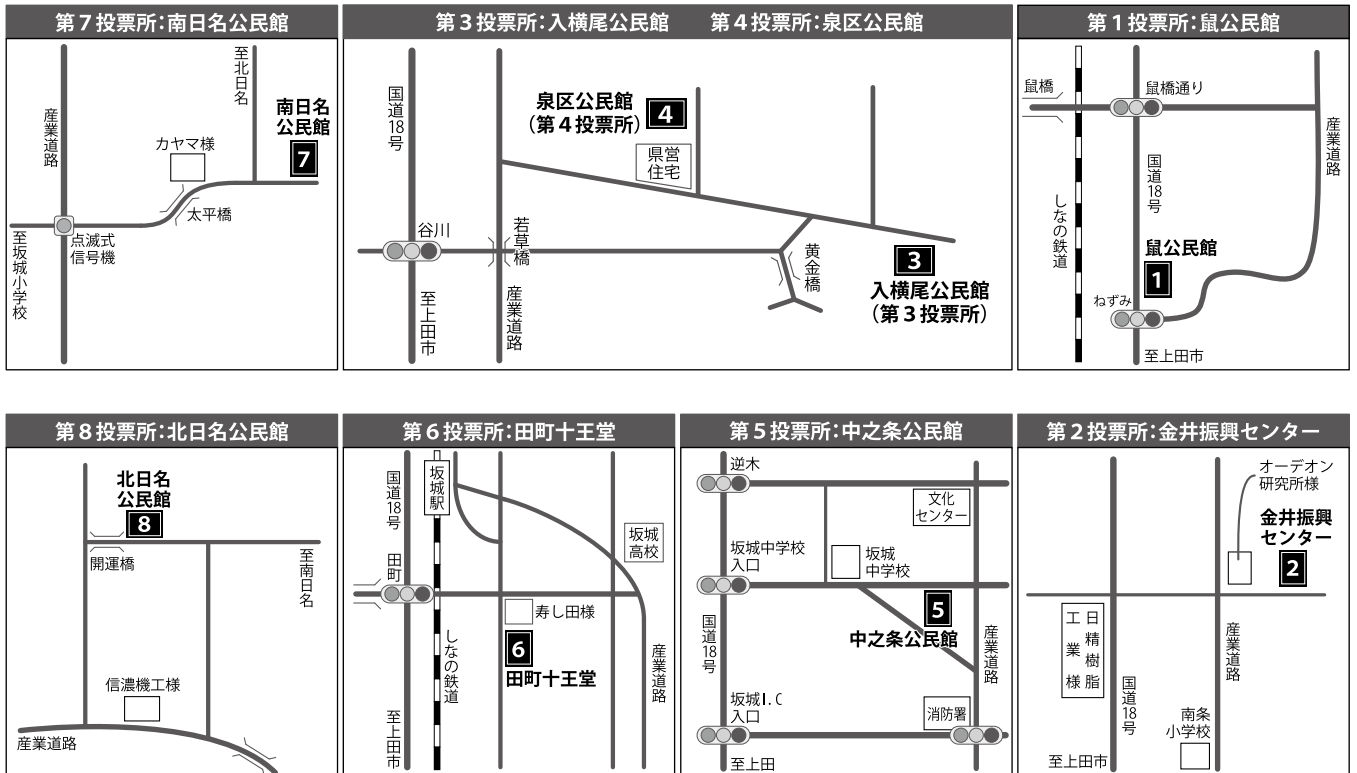 第7投票所:南日名公民館
至北日名
産業道路
南日名
公民館
7
カヤマ様
太平橋
点滅式
信号機
至坂城小学校
第3投票所:入横尾公民館
第4投票所:泉区公民館
国道18号
泉区公民館
(第4投票所)
4
県営
住宅
谷川
若草橋
黄金橋
3
入横尾公民館
(第3投票所)
至上田市
産業道路
第1投票所:鼠公民館
鼠橋
鼠橋通り
産業道路
国道18号
しなの鉄道
鼠公民館
1
ねずみ
至上田市
第8投票所:北日名公民館
北日名
公民館
8
開運橋
至南日名
信濃機工様
産業道路
第6投票所:田町十王堂
国道18号
坂城駅
坂城
高校
田町
寿し田様
6
田町十王堂
しなの鉄道
産業道路
至上田市
第5投票所:中之条公民館
逆木
文化
センター
坂城中学校
入口
坂城
中学校
5
中之条公民館
国道18号
産業道路
坂城I.C
入口
消防署
至上田
第2投票所:金井振興センター
オーデオン
研究所様
金井振興
センター
2
日精樹脂
工業様
産業道路
国道18号
南条
小学校
至上田市